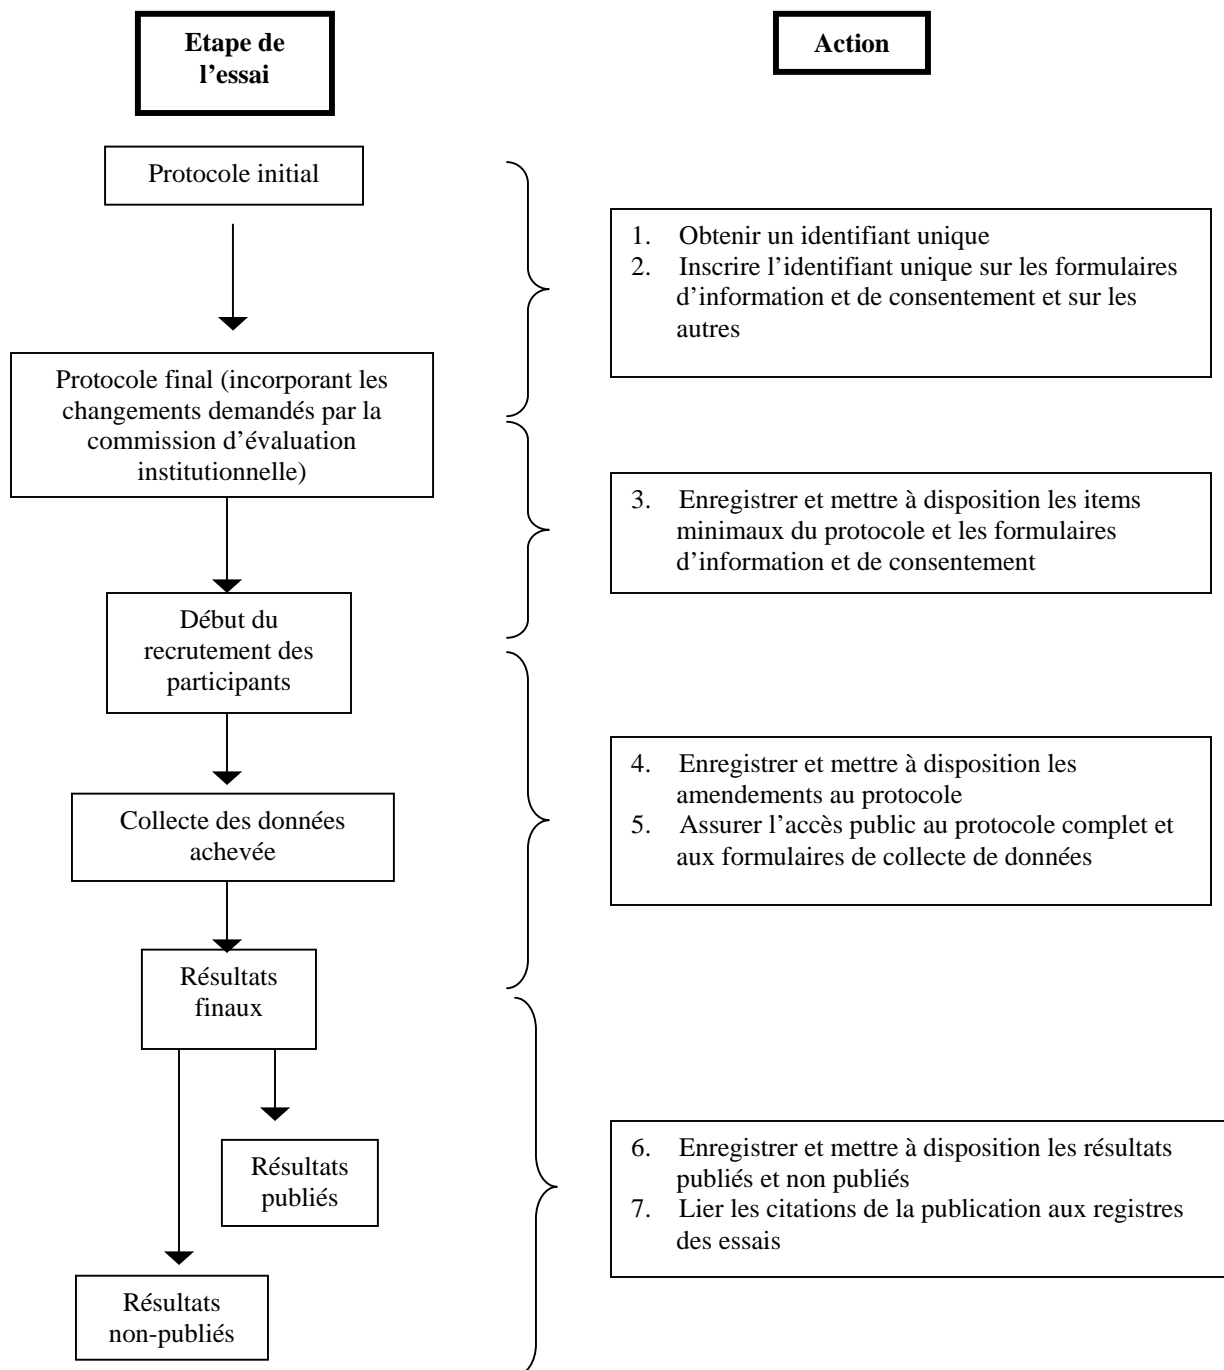 Etape de
l’essai
Action
Protocole initial
1. Obtenir un identifiant unique
2. Inscrire l’identifiant unique sur les formulaires
d’information et de consentement et sur les
autres
Protocole final (incorporant les
changements demandés par la
commission d’évaluation
institutionnelle)
3. Enregistrer et mettre à disposition les items
minimaux du protocole et les formulaires
d’information et de consentement
Début du
recrutement des
participants
4. Enregistrer et mettre à disposition les
amendements au protocole
5. Assurer l’accès public au protocole complet et
aux formulaires de collecte de données
Collecte des données
achevée
Résultats
finaux
6. Enregistrer et mettre à disposition les résultats
publiés et non publiés
7. Lier les citations de la publication aux registres
des essais
Résultats
publiés
Résultats
non-publiés